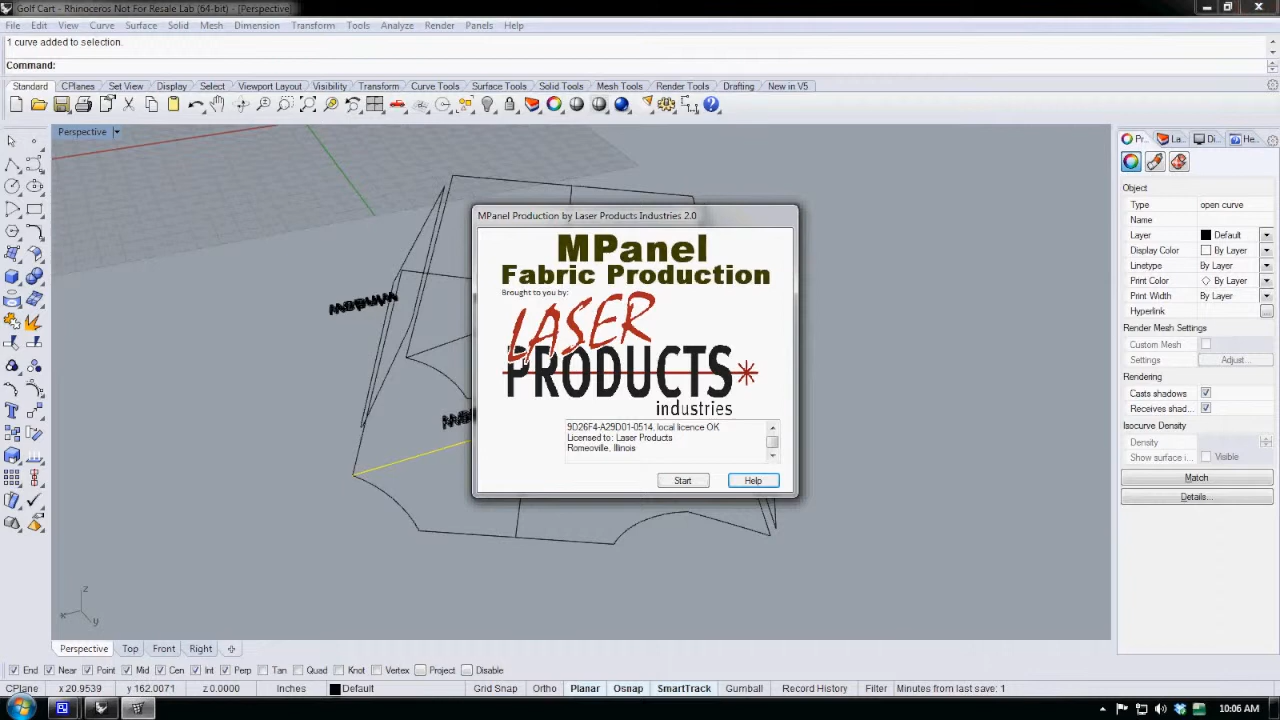 Golf Cart - Rhinoceros Not For Resale Lab (64-bit) - [Perspective]
File Edit View Curve Surface Solid Mesh Dimension Transform Tools Analyze Render Panels Help
1 curve added to selection.
Command:
Standard CPlanes Set View Display Select Viewport Layout Visibility Transform Curve Tools Surface Tools Solid Tools Mesh Tools Render Tools Drafting New in V5
Perspective
Pr... La... Di... He...
MPanel Production by Laser Products Industries 2.0
MPanel
Fabric Production
Brought to you by:
LASER
PRODUCTS
industries
9D26F4-A29D01-0514, local licence OK
Licensed to: Laser Products
Romeoville, Illinois
Start Help
Window
Object
Type open curve
Name
Layer Default
Display Color By Layer
Linetype By Layer
Print Color By Layer
Print Width By Layer
Hyperlink
Render Mesh Settings
Custom Mesh
Settings Adjust...
Rendering
Casts shadows
Receives shad...
Isocurve Density
Density
Show surface i... Visible
Match
Details...
z
x y
Perspective Top Front Right
End Near Point Mid Cen Int Perp Tan Quad Knot Vertex Project Disable
CPlane x 20.9539 y 162.0071 z 0.0000 Inches Default Grid Snap Ortho Planar Osnap SmartTrack Gumball Record History Filter Minutes from last save: 1
10:06 AM